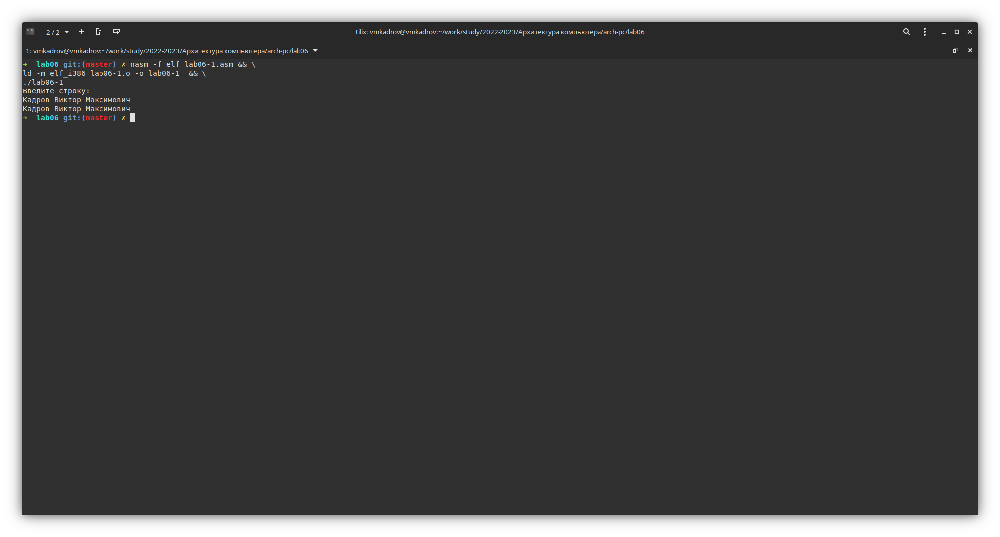 2 / 2
Tilix: vmkadrov@vmkadrov:~/work/study/2022-2023/Архитектура компьютера/arch-pc/lab06
1: vmkadrov@vmkadrov:~/work/study/2022-2023/Архитектура компьютера/arch-pc/lab06
➜  lab06 git:(master) ✗ nasm -f elf lab06-1.asm && \
ld -m elf_i386 lab06-1.o -o lab06-1  && \
./lab06-1
Введите строку:
Кадров Виктор Максимович
Кадров Виктор Максимович
➜  lab06 git:(master) ✗